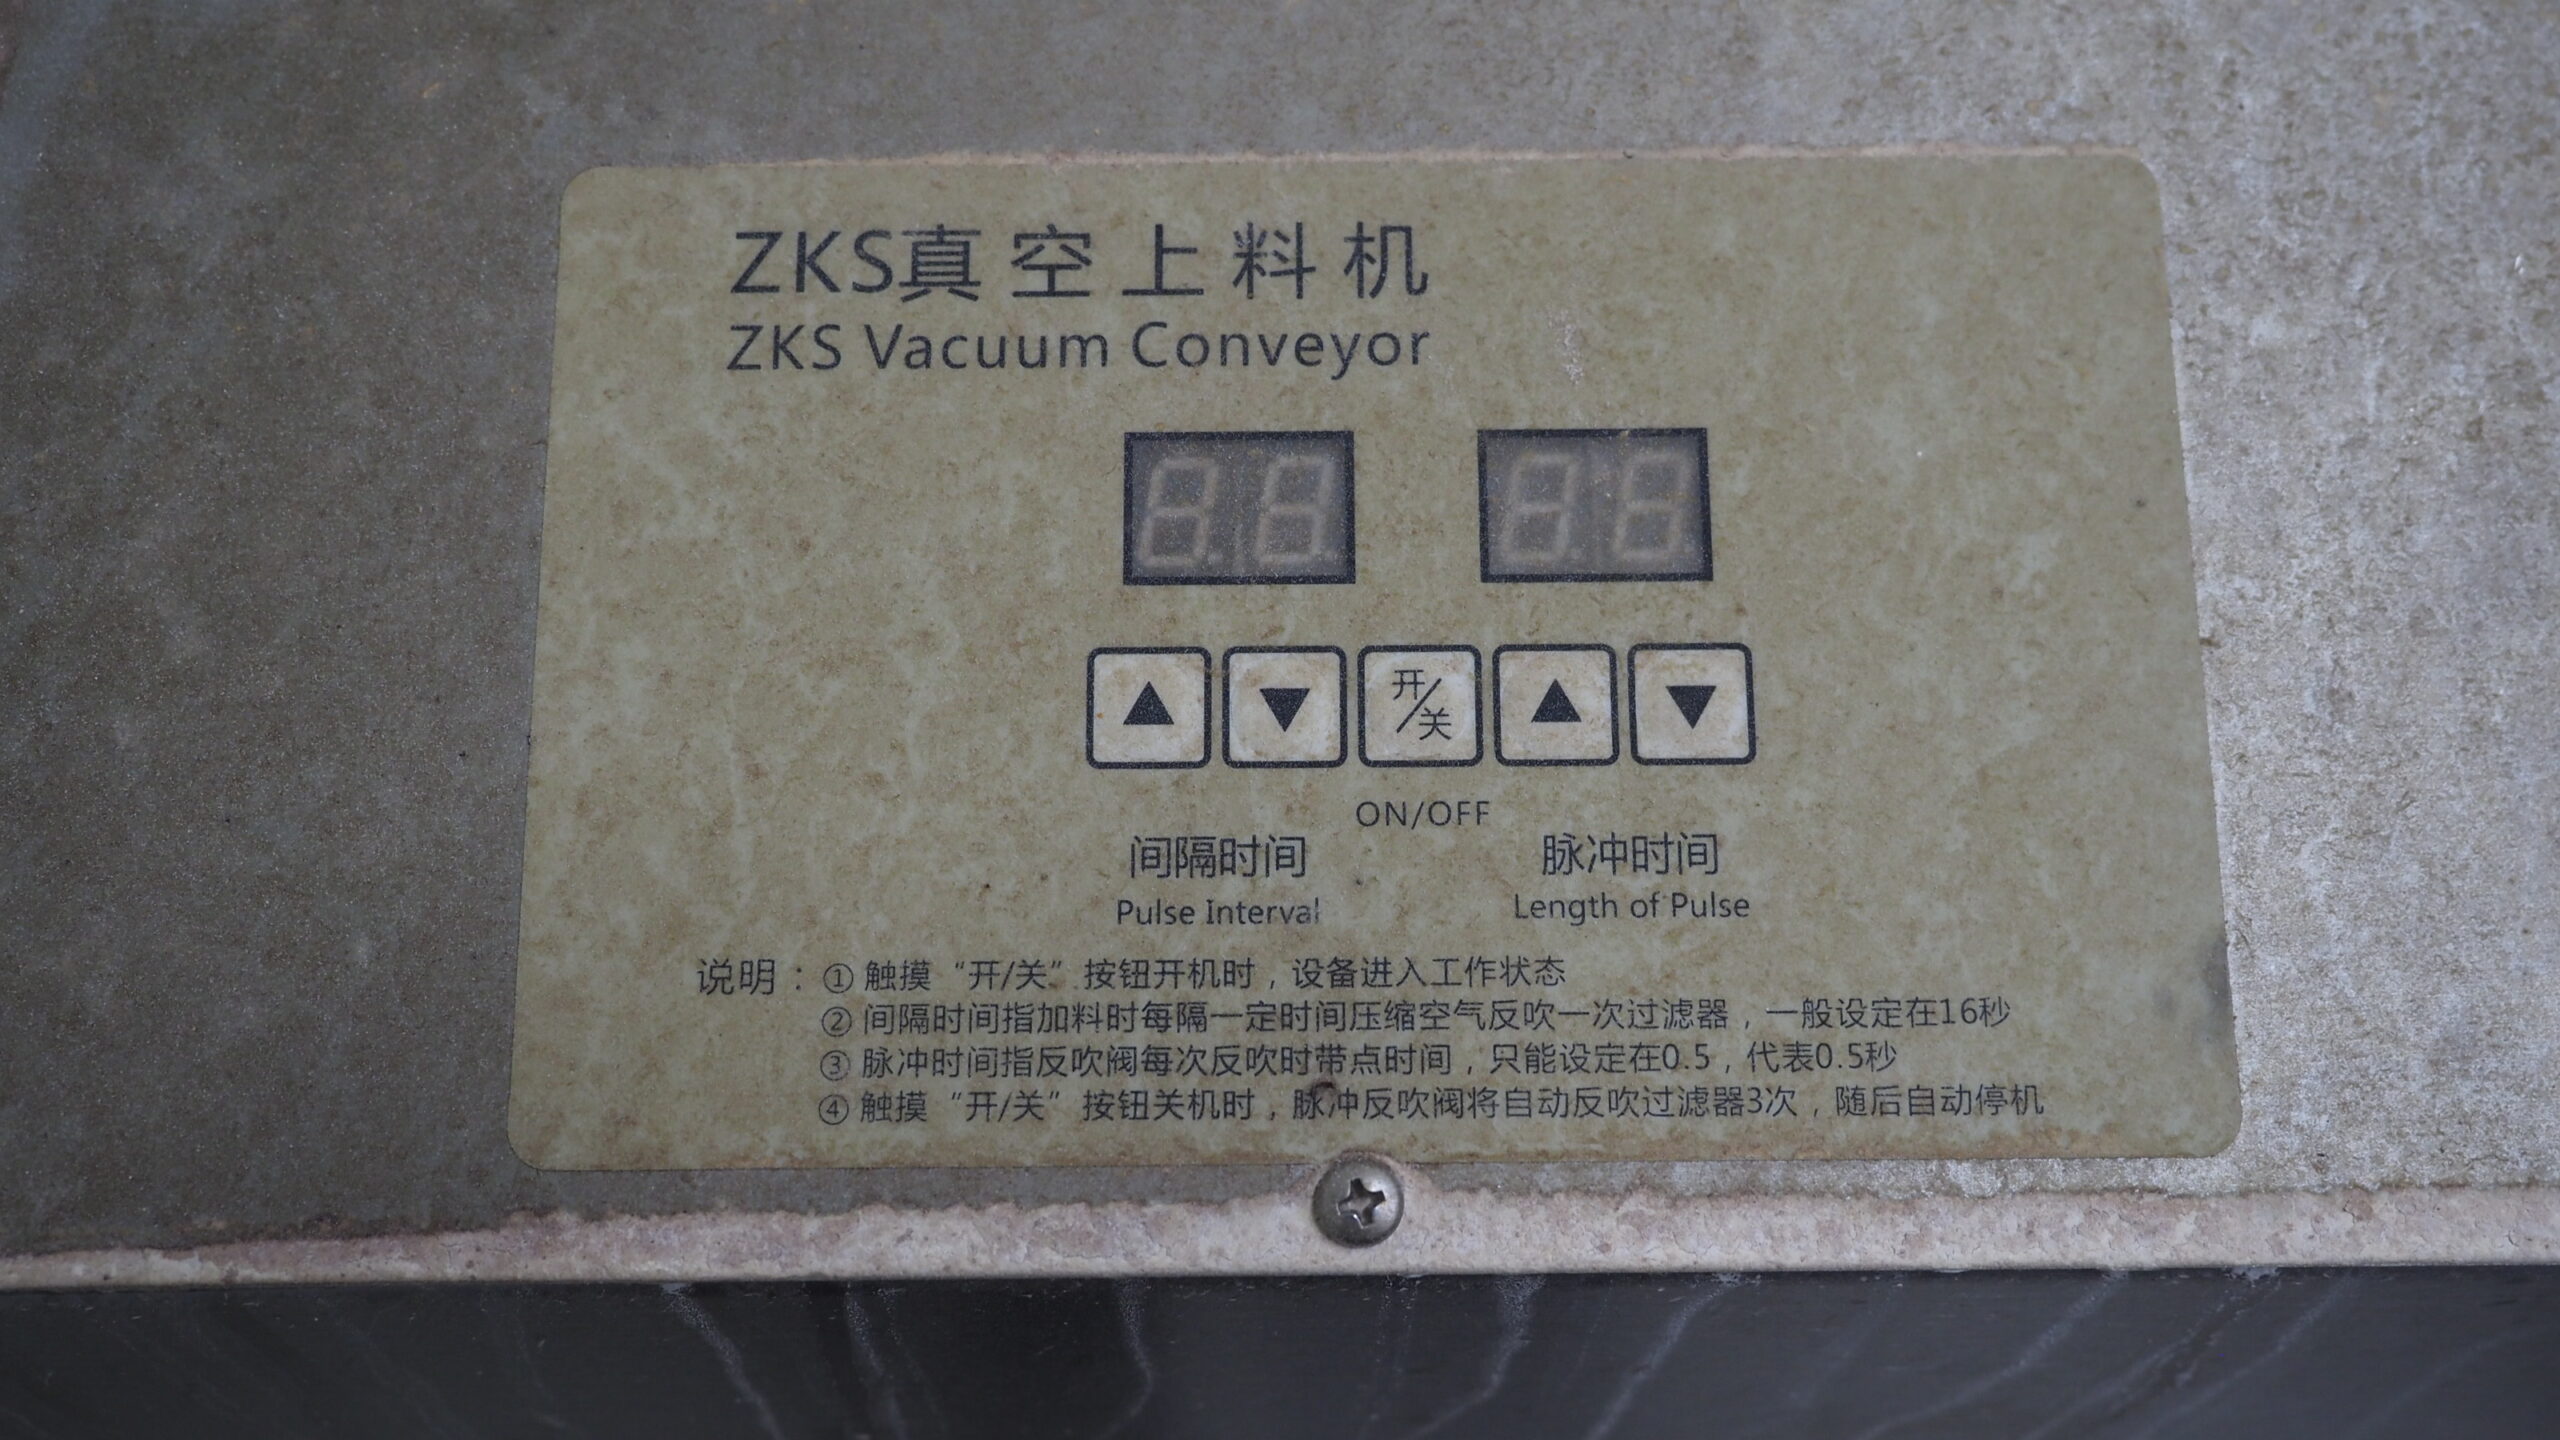 ZKS真空上料机
ZKS Vacuum Conveyor
开/关
ON/OFF
间隔时间 脉冲时间
Pulse Interval Length of Pulse
说明：① 触摸“开/关”按钮开机时，设备进入工作状态
② 间隔时间指加料时每隔一定时间压缩空气反吹一次过滤器，一般设定在16秒
③ 脉冲时间指反吹阀每次反吹时带点时间，只能设定在0.5，代表0.5秒
④ 触摸“开/关”按钮关机时，脉冲反吹阀将自动反吹过滤器3次，随后自动停机